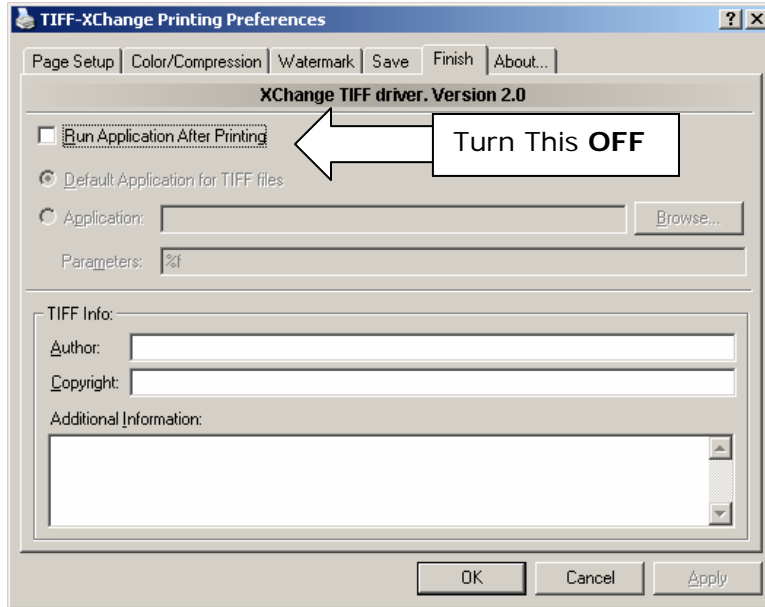 TIFF-XChange Printing Preferences
Page Setup Color/Compression Watermark Save Finish About...
XChange TIFF driver. Version 2.0
Run Application After Printing
Turn This OFF
Default Application for TIFF files
Application: Browse...
Parameters: %f
TIFF Info:
Author:
Copyright:
Additional Information:
OK Cancel Apply